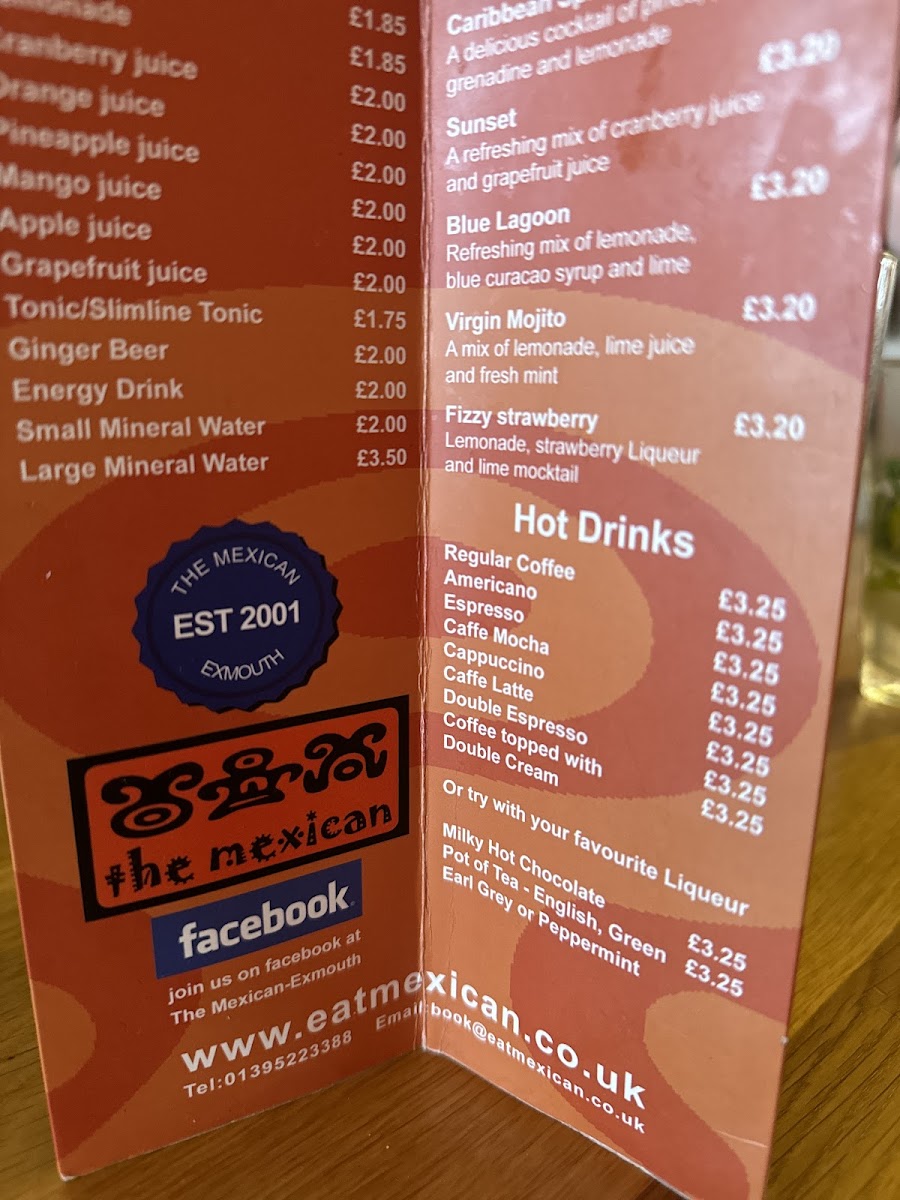 £1.85
£1.85
Cranberry juice £2.00
Orange juice £2.00
Pineapple juice £2.00
Mango juice £2.00
Apple juice £2.00
Grapefruit juice £2.00
Tonic/Slimline Tonic £1.75
Ginger Beer £2.00
Energy Drink £2.00
Small Mineral Water £2.00
Large Mineral Water £3.50
THE MEXICAN
EST 2001
EXMOUTH
the mexican
facebook
join us on facebook at
The Mexican-Exmouth
Caribbean
A delicious cocktail of
grenadine and lemonade
Sunset £3.20
A refreshing mix of cranberry juice
and grapefruit juice
Blue Lagoon £3.20
Refreshing mix of lemonade,
blue curacao syrup and lime
Virgin Mojito £3.20
A mix of lemonade, lime juice
and fresh mint
Fizzy strawberry £3.20
Lemonade, strawberry Liqueur
and lime mocktail
Hot Drinks
Regular Coffee £3.25
Americano £3.25
Espresso £3.25
Caffe Mocha £3.25
Cappuccino £3.25
Caffe Latte £3.25
Double Espresso £3.25
Coffee topped with £3.25
Double Cream
Or try with your favourite Liqueur
Milky Hot Chocolate £3.25
Pot of Tea - English, Green £3.25
Earl Grey or Peppermint
www.eatmexican.co.uk
Tel:01395223388 Email:book@eatmexican.co.uk